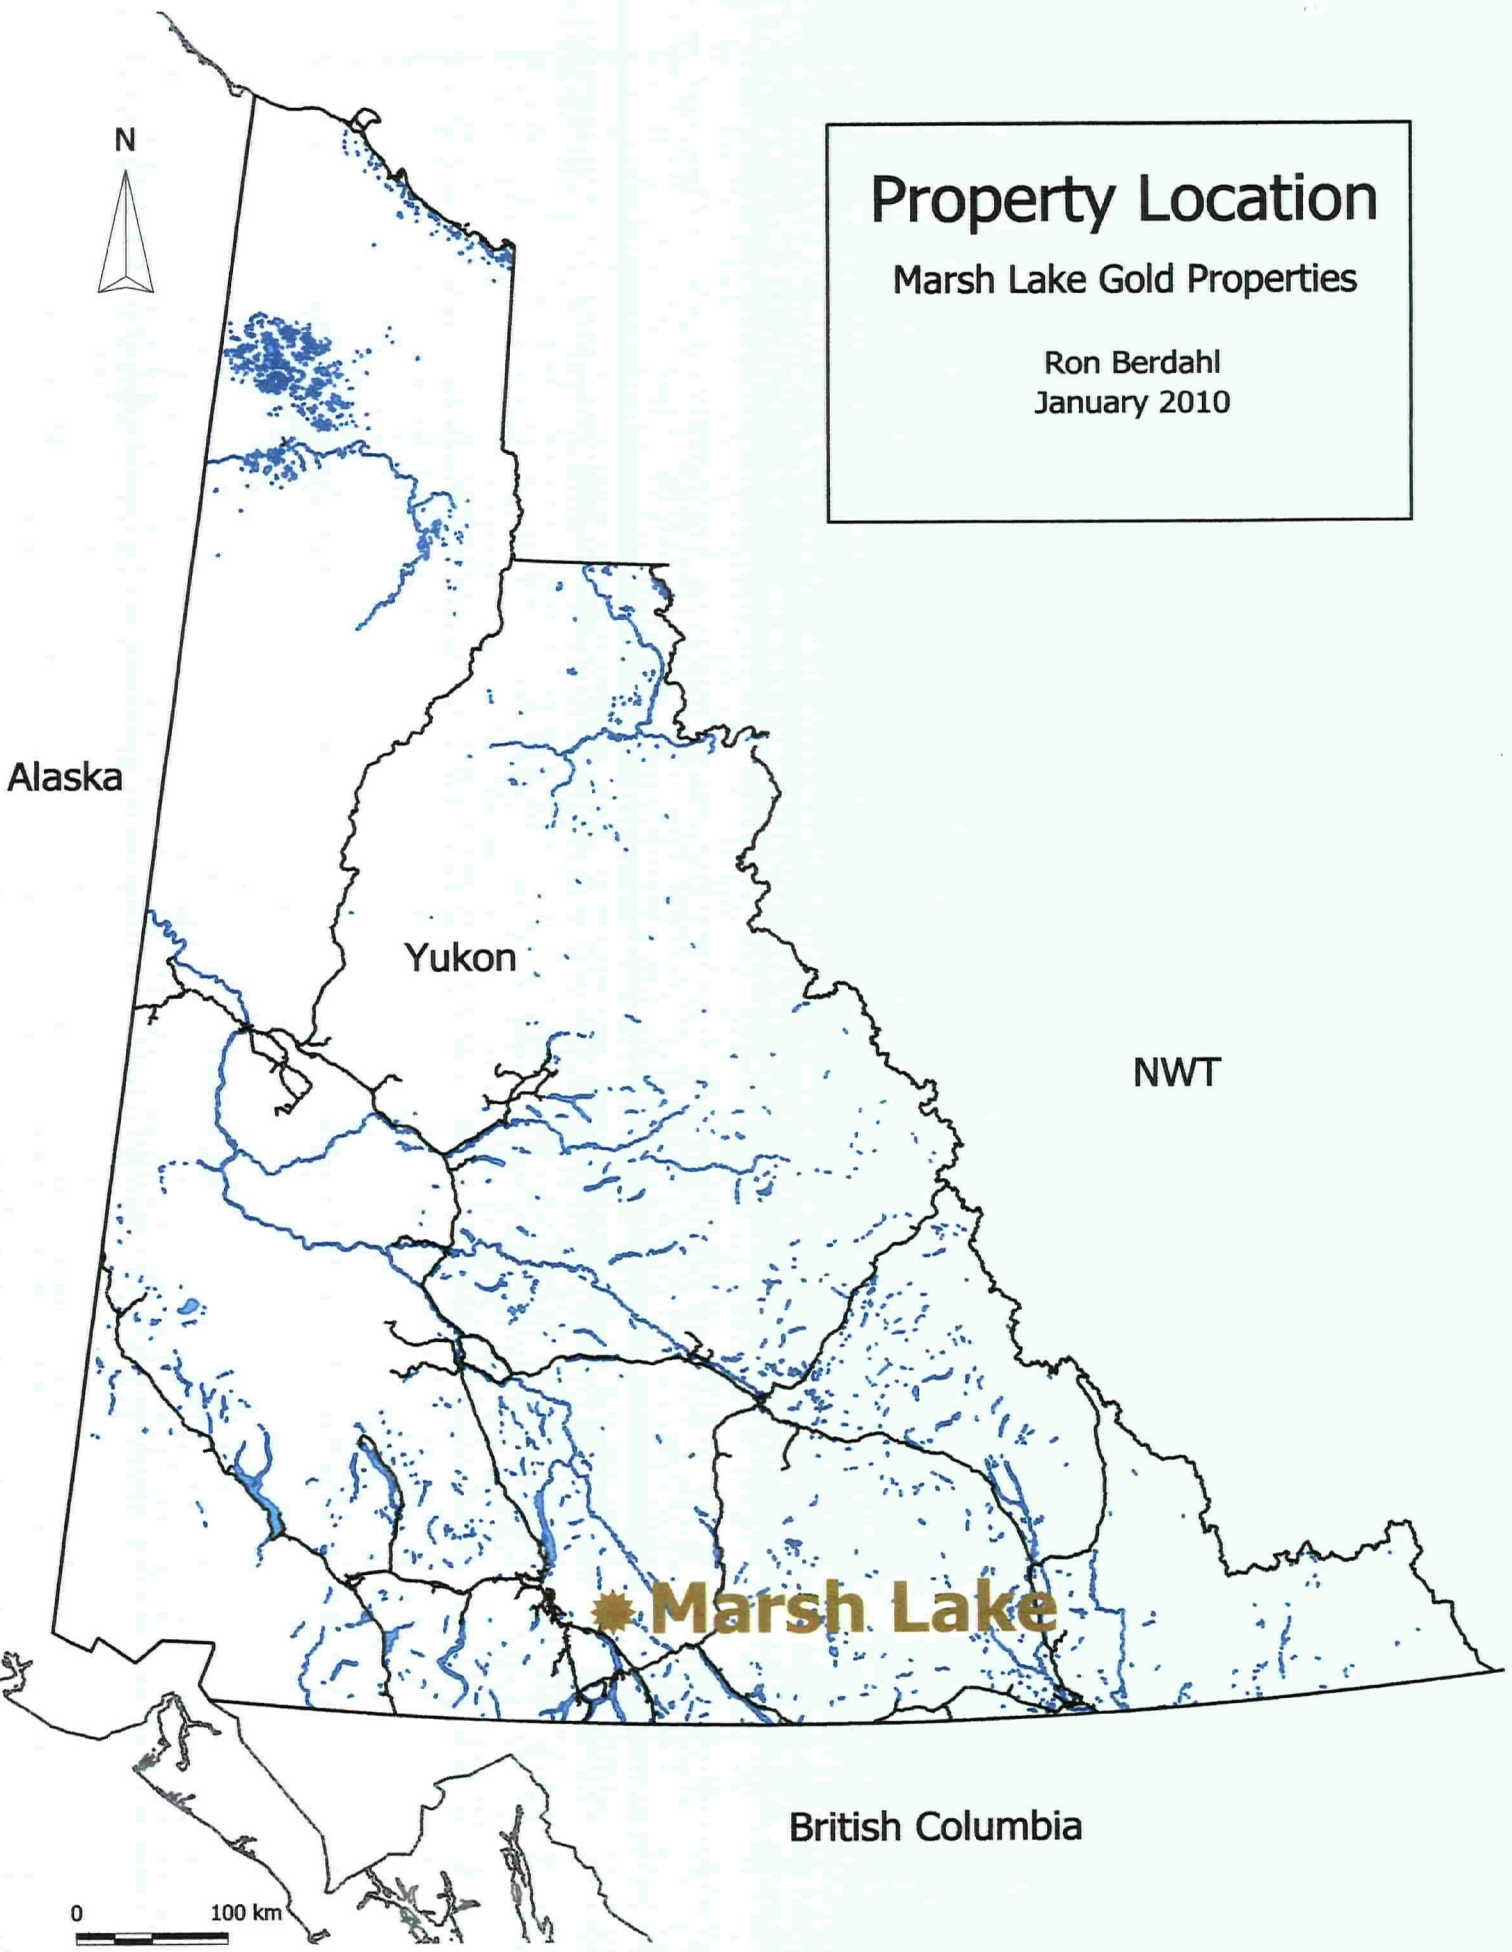 N
Property Location
Marsh Lake Gold Properties
Ron Berdahl
January 2010
Alaska
Yukon
NWT
Marsh Lake
British Columbia
0 100 km